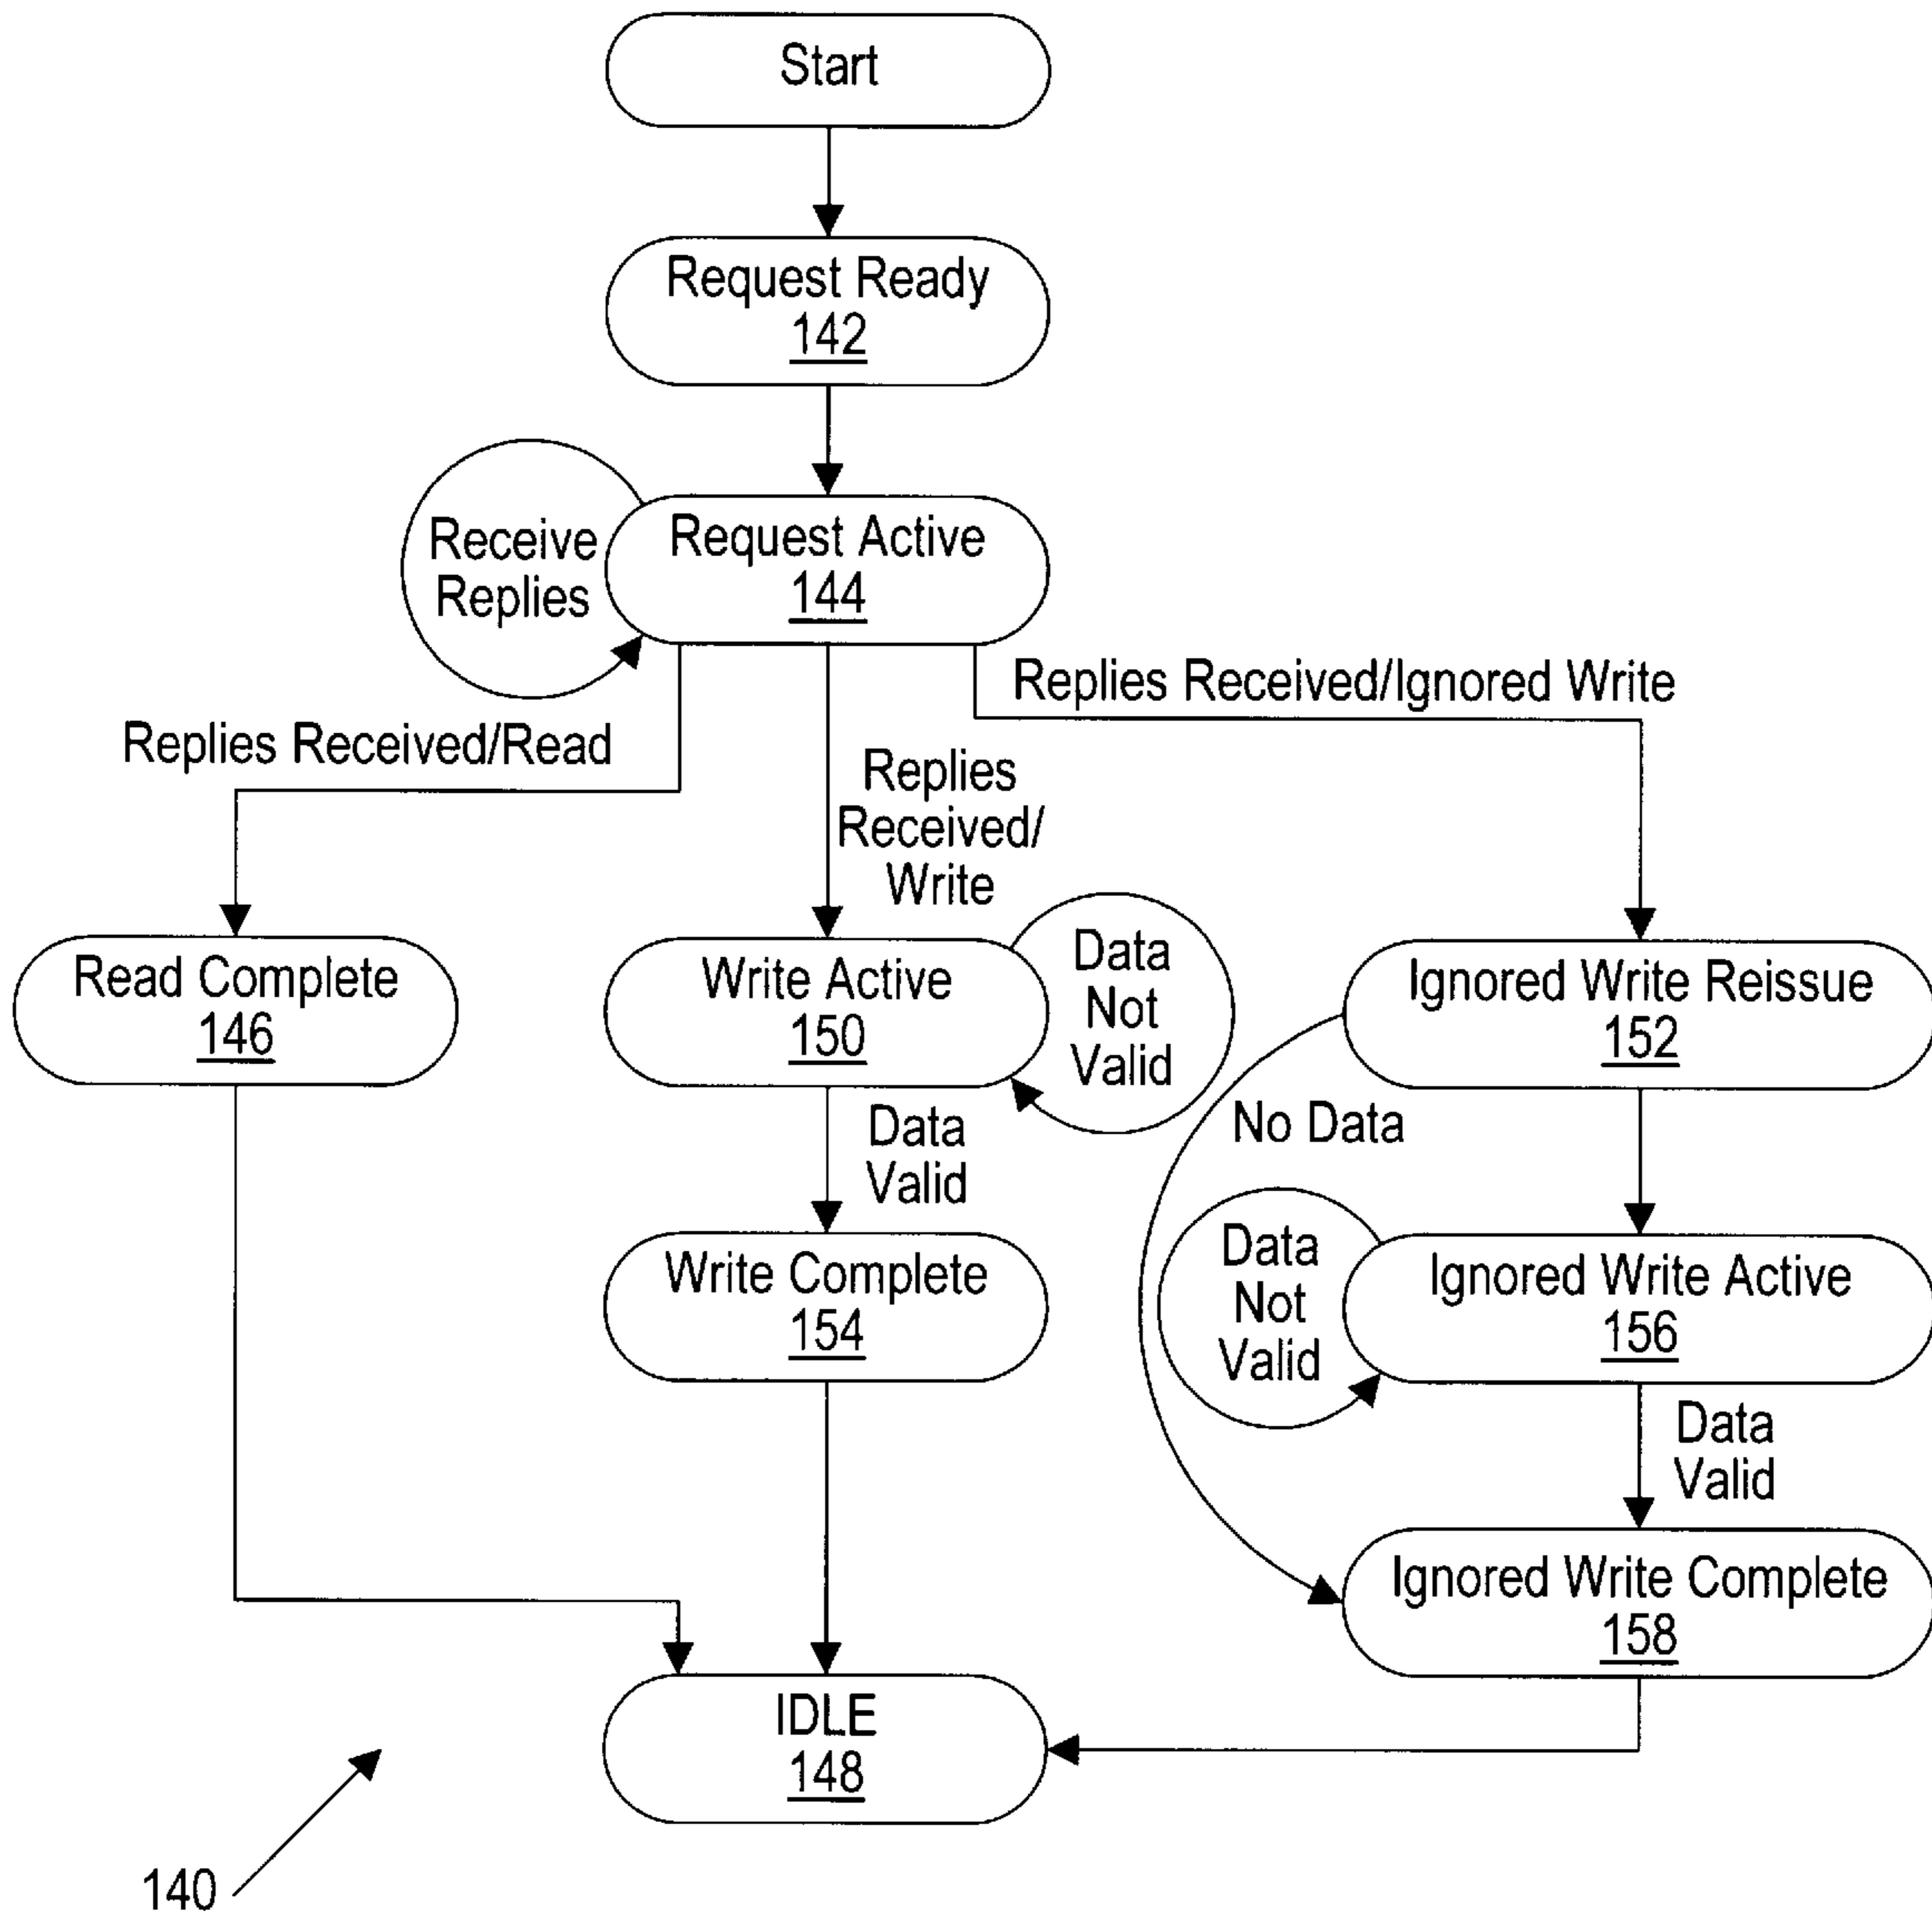 Start
Request Ready
142
Receive
Replies
Request Active
144
Replies Received/Ignored Write
Replies Received/Read
Replies
Received/
Write
Read Complete
146
Write Active
150
Data
Not
Valid
Ignored Write Reissue
152
Data
Valid
No Data
Write Complete
154
Data
Not
Valid
Ignored Write Active
156
Data
Valid
Ignored Write Complete
158
IDLE
148
140